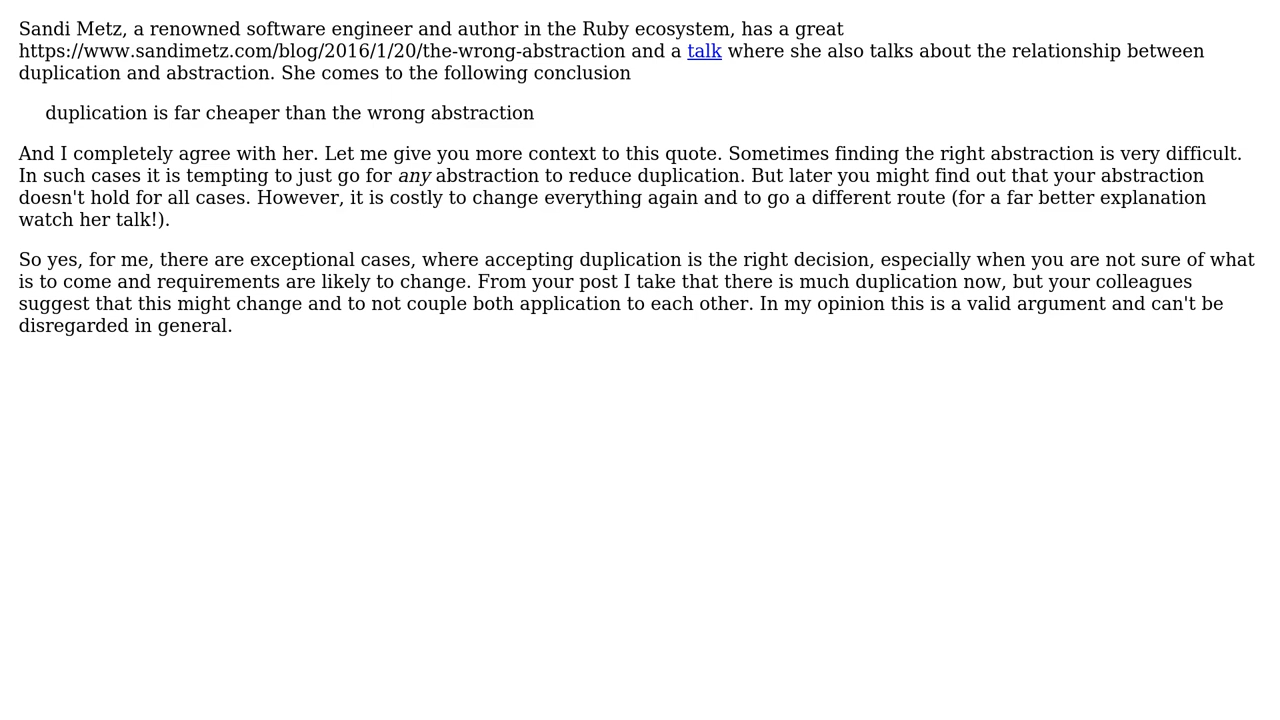 Sandi Metz, a renowned software engineer and author in the Ruby ecosystem, has a great
https://www.sandimetz.com/blog/2016/1/20/the-wrong-abstraction and a talk where she also talks about the relationship between
duplication and abstraction. She comes to the following conclusion
duplication is far cheaper than the wrong abstraction
And I completely agree with her. Let me give you more context to this quote. Sometimes finding the right abstraction is very difficult.
In such cases it is tempting to just go for any abstraction to reduce duplication. But later you might find out that your abstraction
doesn't hold for all cases. However, it is costly to change everything again and to go a different route (for a far better explanation
watch her talk!).
So yes, for me, there are exceptional cases, where accepting duplication is the right decision, especially when you are not sure of what
is to come and requirements are likely to change. From your post I take that there is much duplication now, but your colleagues
suggest that this might change and to not couple both application to each other. In my opinion this is a valid argument and can't be
disregarded in general.